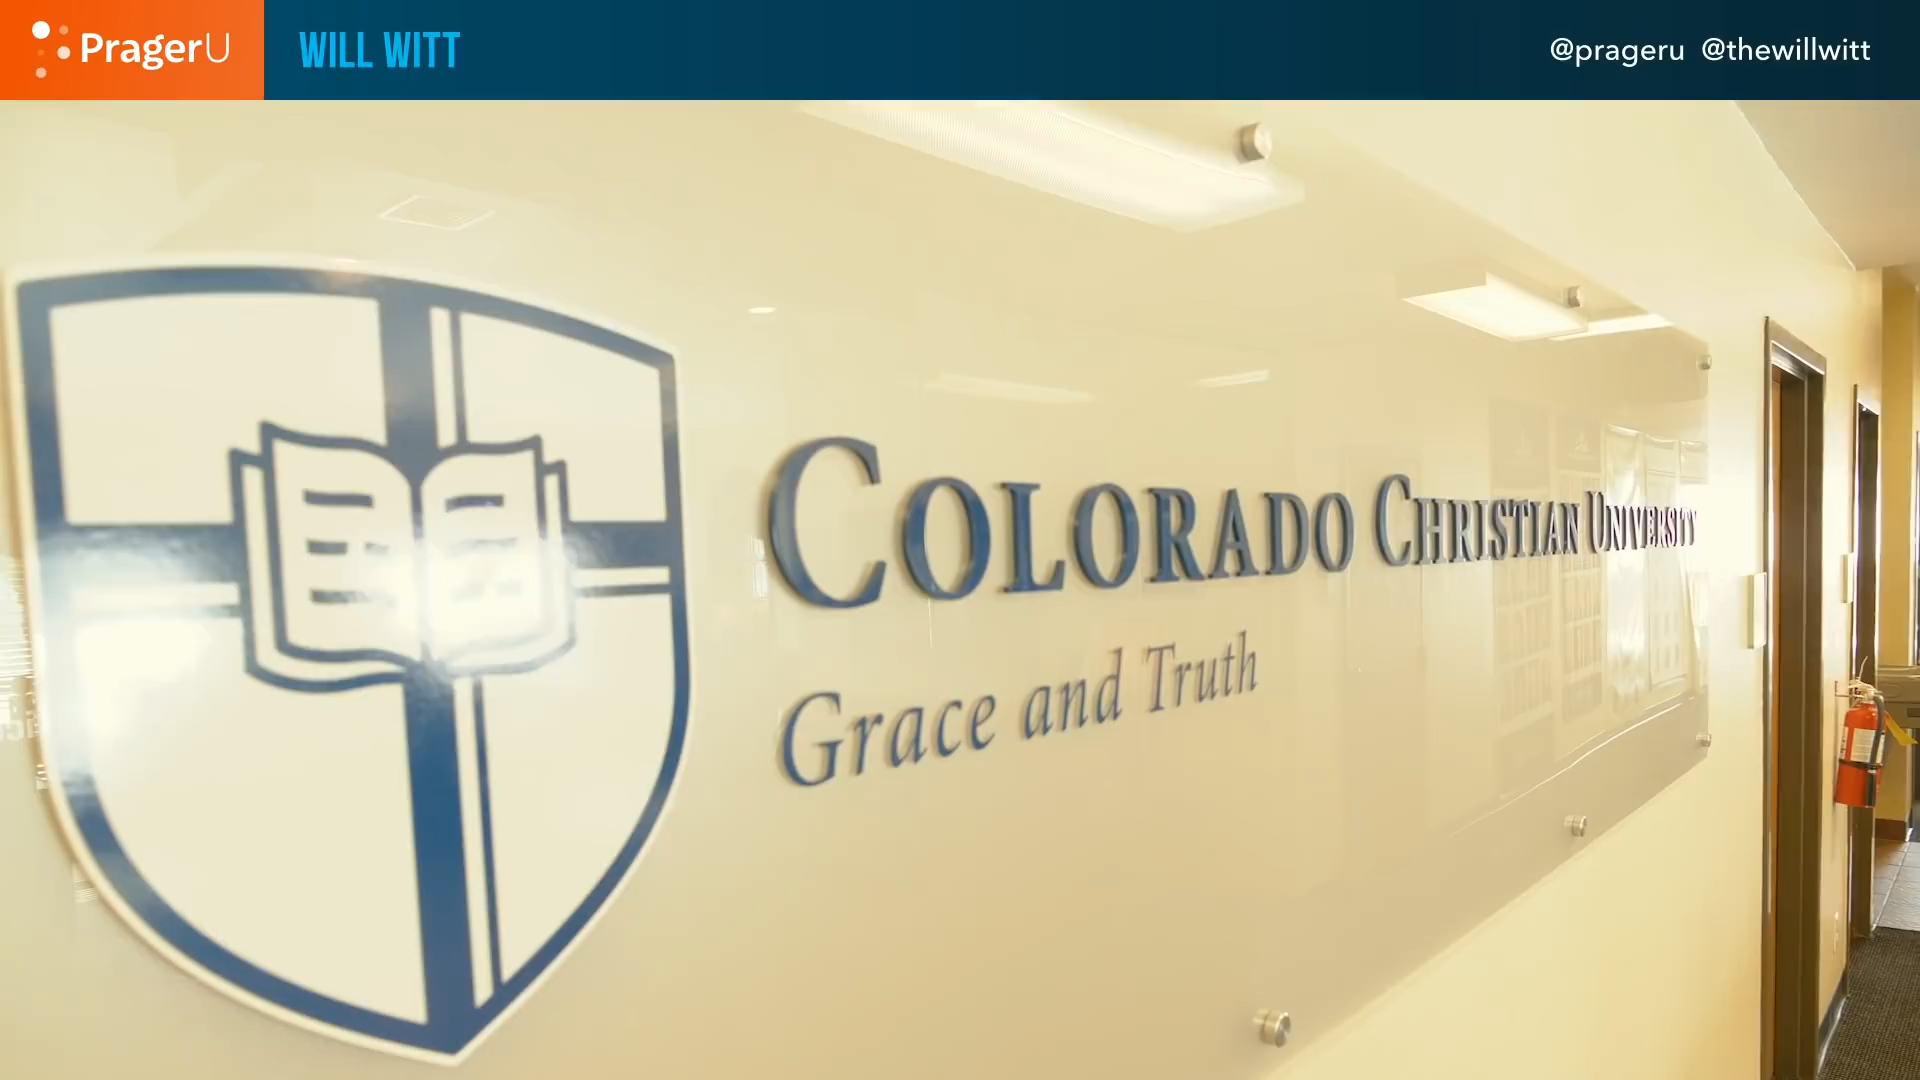 PragerU
WILL WITT
@prageru @thewillwitt
COLORADO CHRISTIAN UNIVERSITY
Grace and Truth